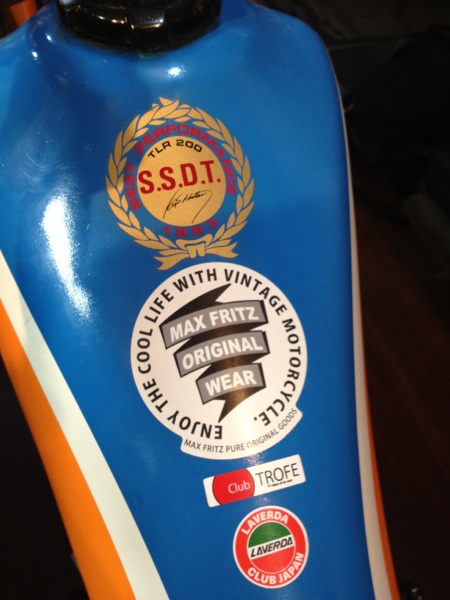 BEST PERFORMANCE
TLR 200
S.S.D.T.
1983
ENJOY THE COOL LIFE WITH VINTAGE MOTORCYCLE.
MAX FRITZ
ORIGINAL
WEAR
MAX FRITZ PURE ORIGINAL GOODS
Club TROFE
LAVERDA
LAVERDA
CLUB JAPAN